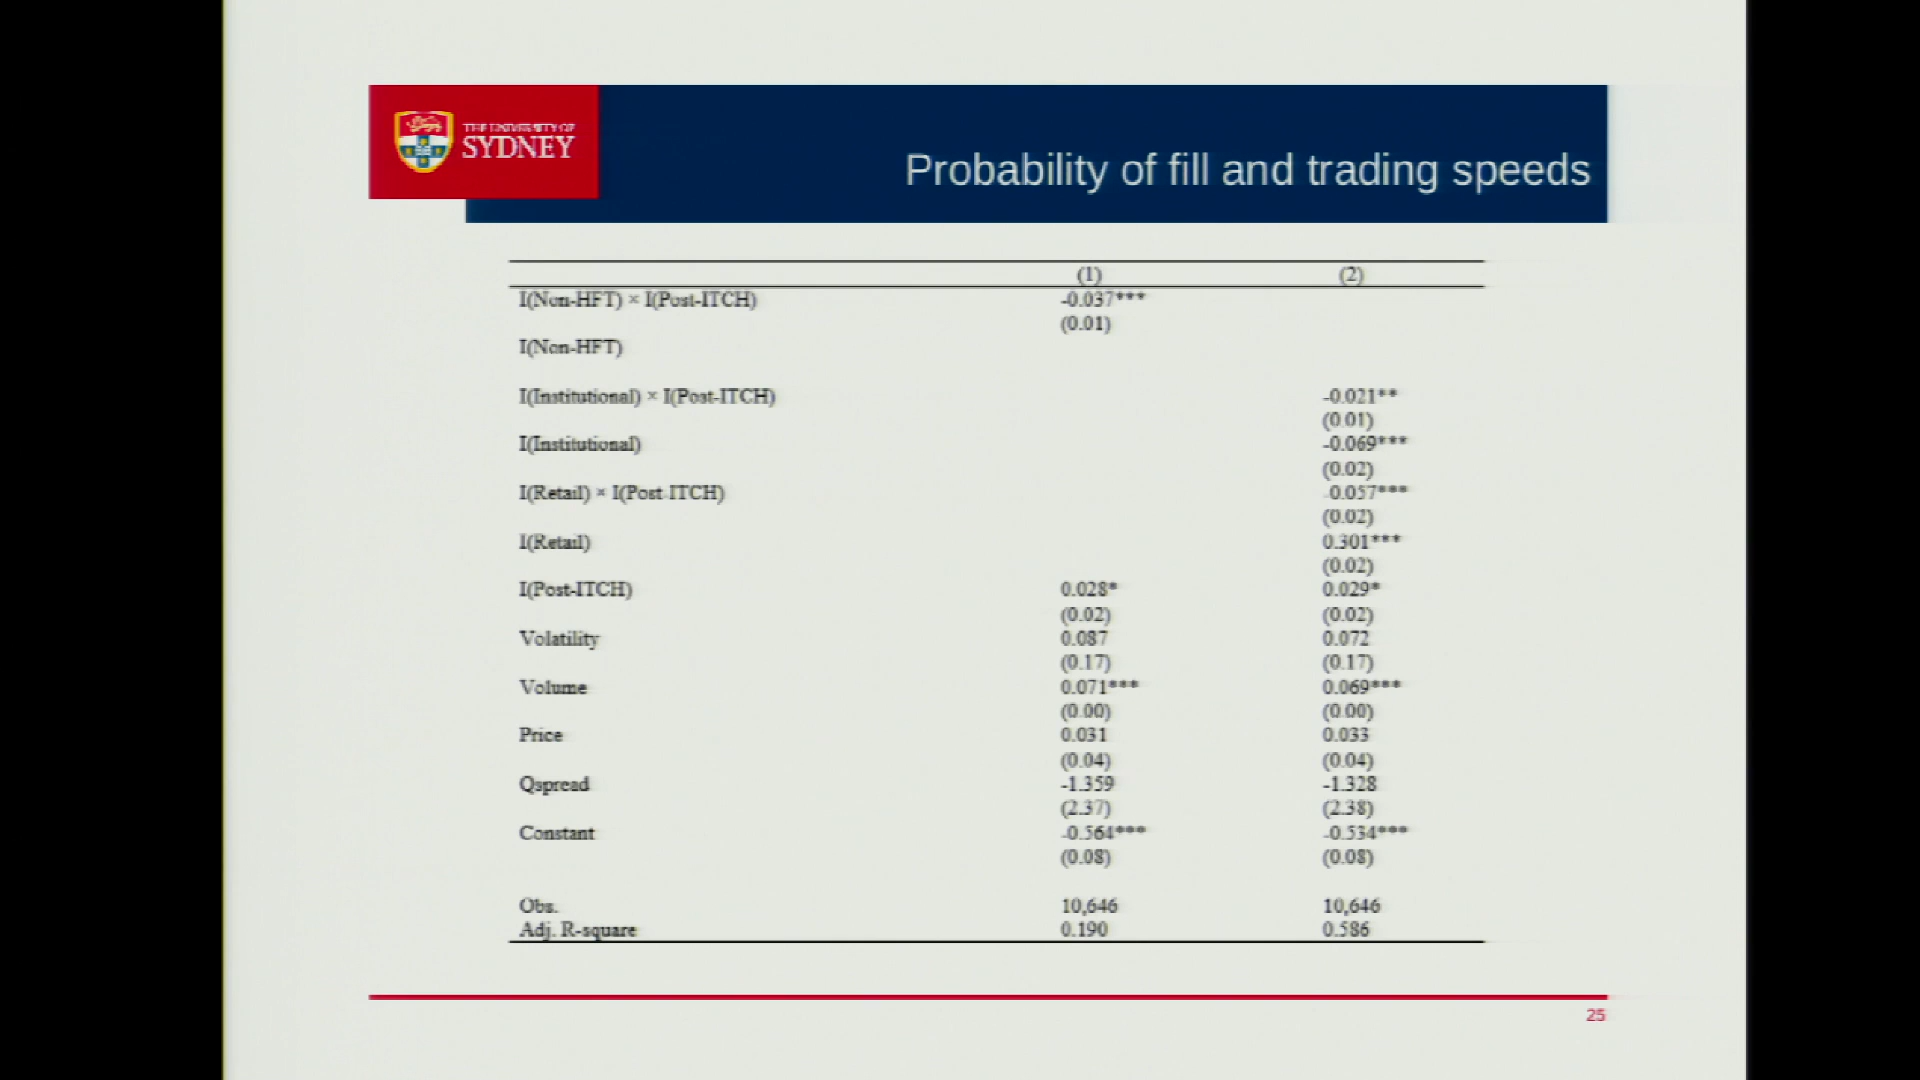 THE UNIVERSITY OF
SYDNEY
Probability of fill and trading speeds
(1) (2)
I(Non-HFT) × I(Post-ITCH) -0.037***
(0.01)
I(Non-HFT)
I(Institutional) × I(Post-ITCH) -0.021**
(0.01)
I(Institutional) -0.069***
(0.02)
I(Retail) × I(Post-ITCH) -0.057***
(0.02)
I(Retail) 0.301***
(0.02)
I(Post-ITCH) 0.028* 0.029*
(0.02) (0.02)
Volatility 0.087 0.072
(0.17) (0.17)
Volume 0.071*** 0.069***
(0.00) (0.00)
Price 0.031 0.033
(0.04) (0.04)
Qspread -1.359 -1.328
(2.37) (2.38)
Constant -0.564*** -0.534***
(0.08) (0.08)
Obs. 10,646 10,646
Adj. R-square 0.190 0.586
25